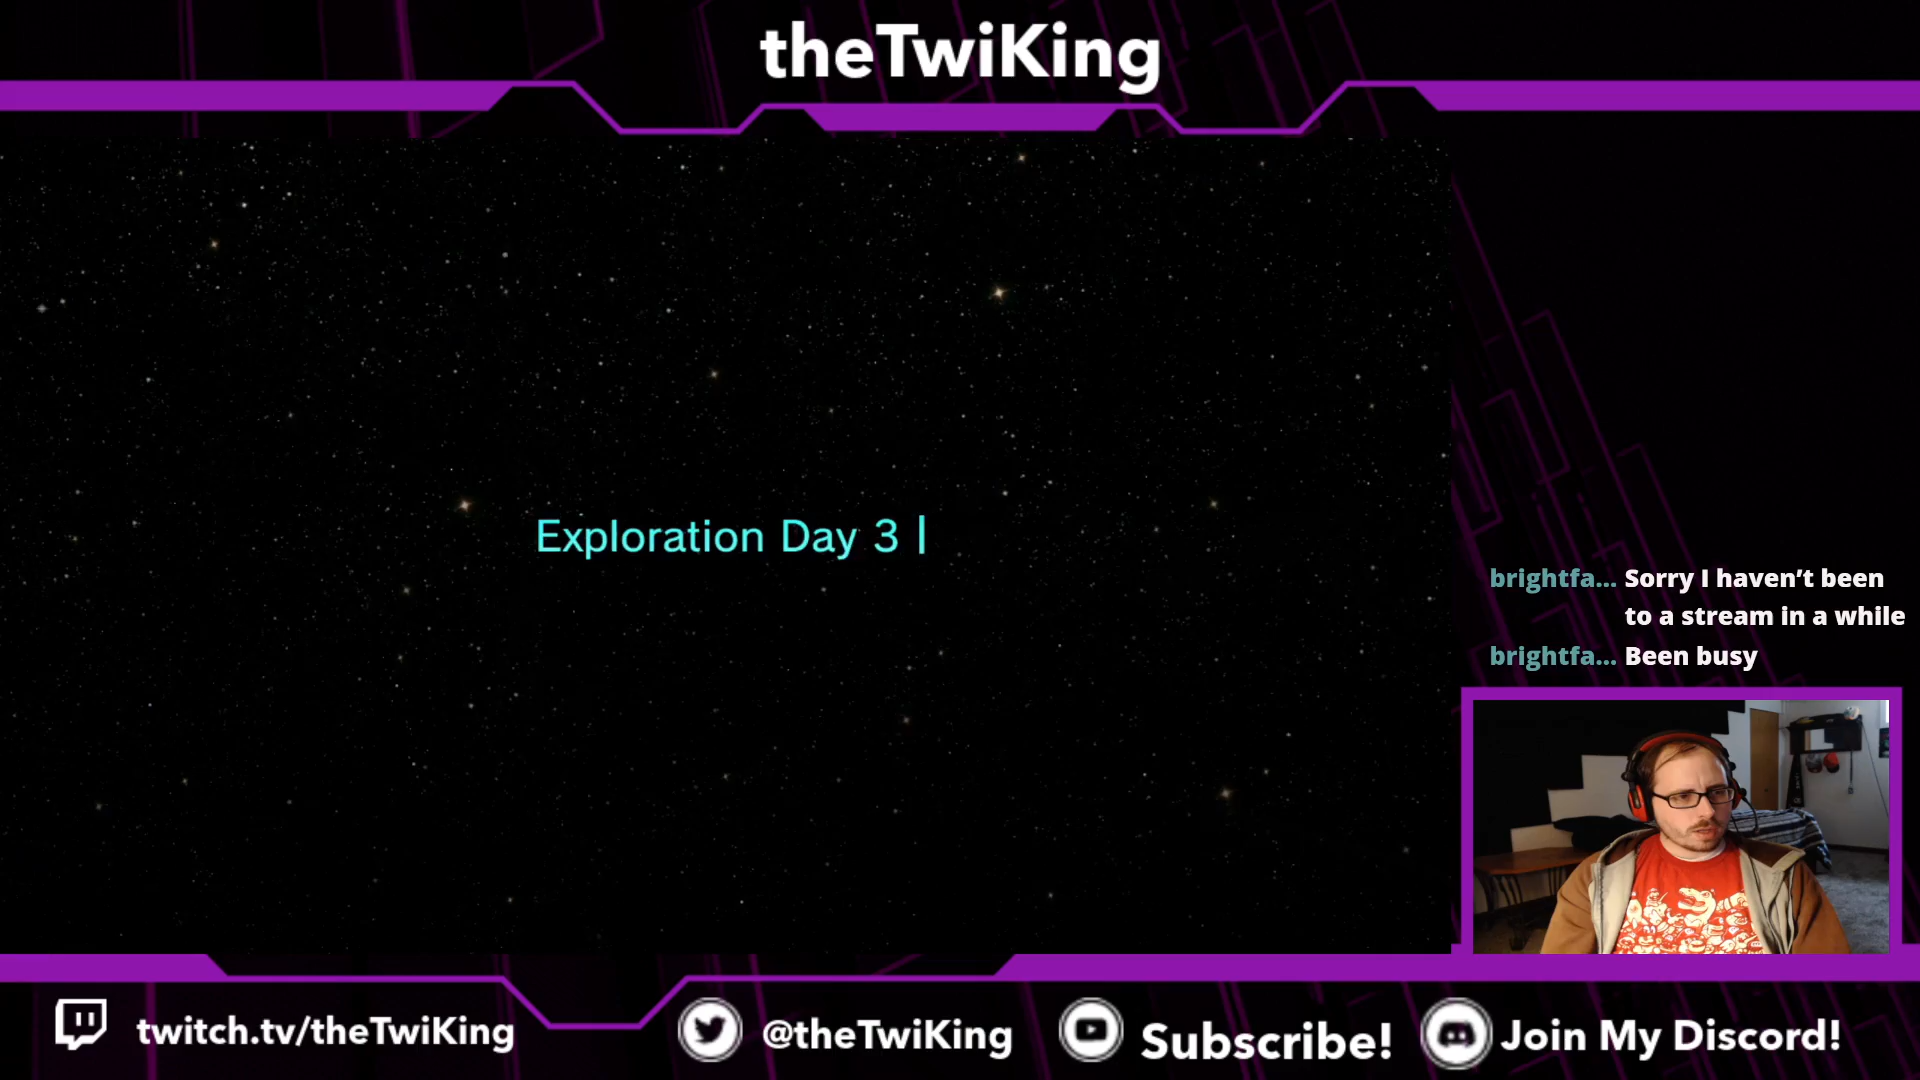 theTwiKing
Exploration Day 3
brightfa... Sorry I haven't been
to a stream in a while
brightfa... Been busy
twitch.tv/theTwiKing
@theTwiKing
Subscribe!
Join My Discord!